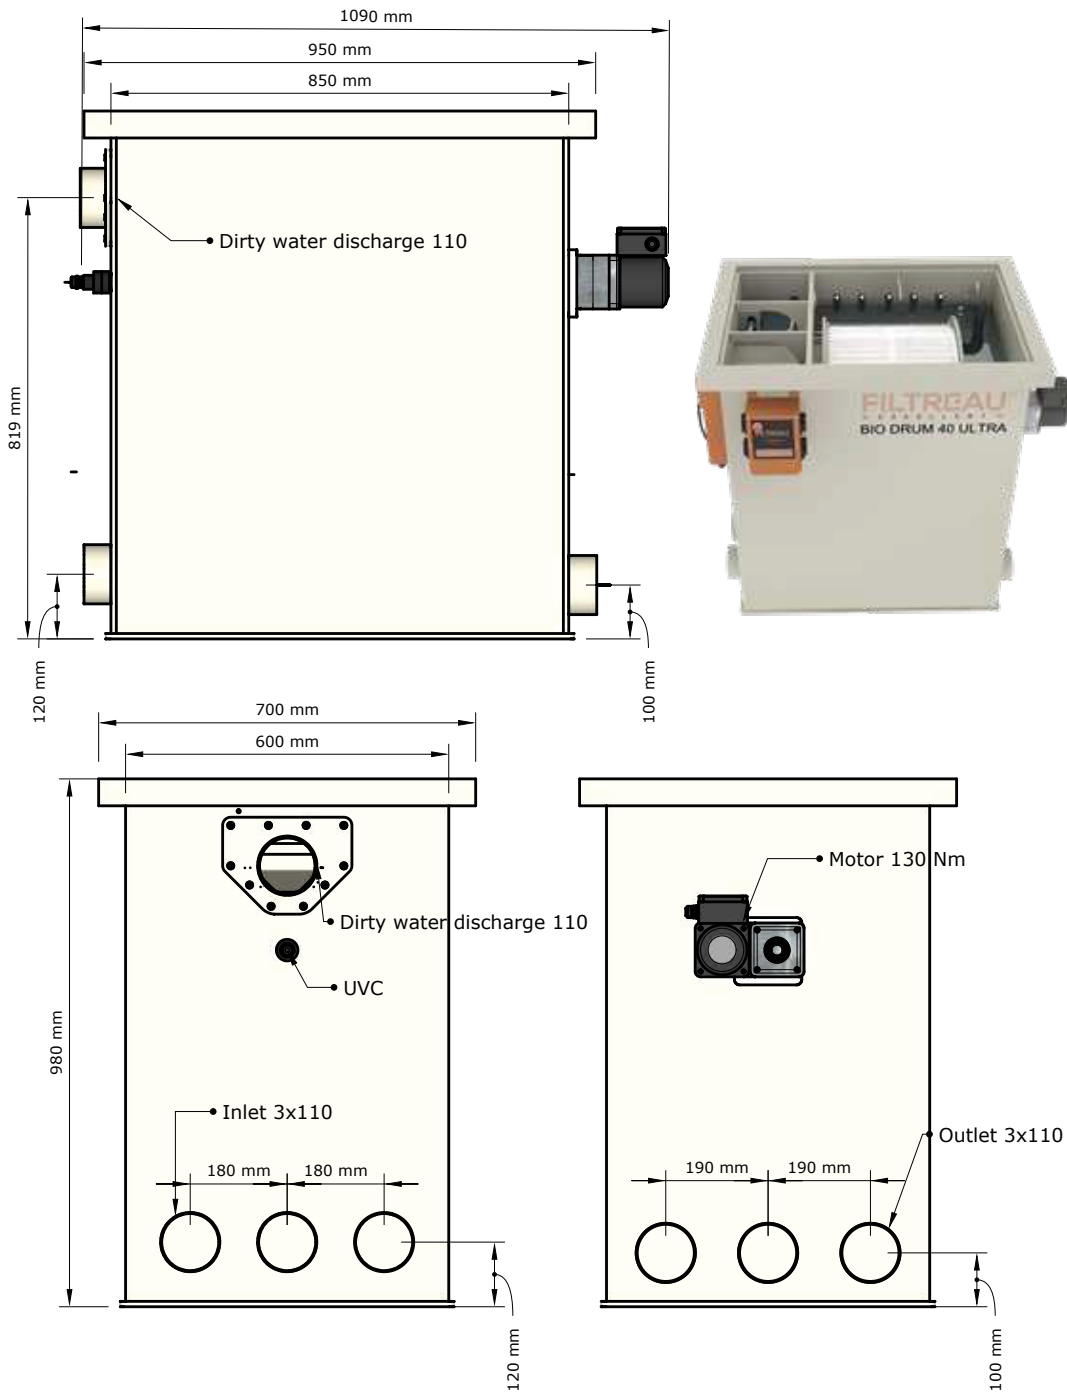 1090 mm
950 mm
850 mm
Dirty water discharge 110
819 mm
120 mm
100 mm
FILTREAU
BIO DRUM 40 ULTRA
700 mm
600 mm
980 mm
Dirty water discharge 110
UVC
Inlet 3x110
180 mm
180 mm
120 mm
Motor 130 Nm
Outlet 3x110
190 mm
190 mm
100 mm